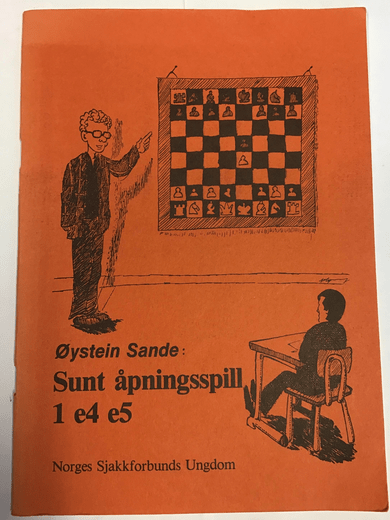 Øystein Sande:
Sunt åpningsspill
1 e4 e5
Norges Sjakkforbunds Ungdom